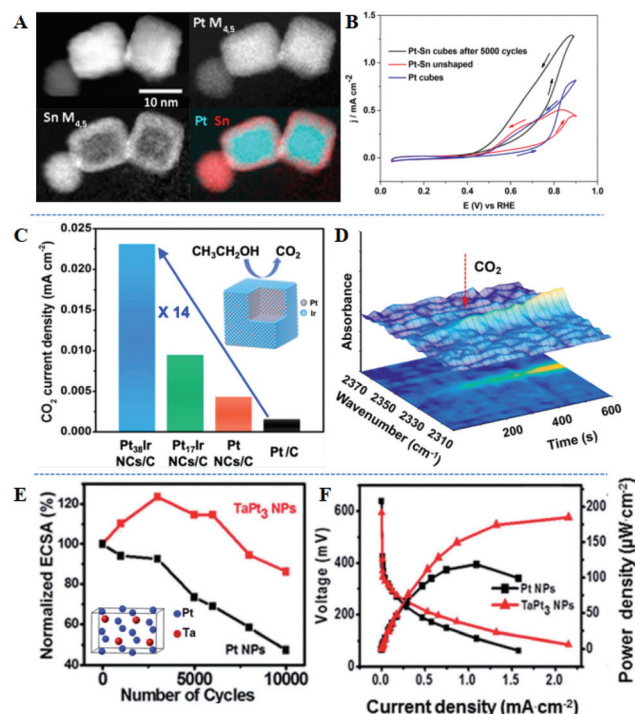 A
Pt M4,5
10 nm
Sn M4,5
Pt Sn
B
j / mA cm-2
1.5
1.0
0.5
0.0
Pt-Sn cubes after 5000 cycles
Pt-Sn unshaped
Pt cubes
0.0 0.2 0.4 0.6 0.8 1.0
E (V) vs RHE
C
CO2 current density (mA cm-2)
0.025
0.020
0.015
0.010
0.005
0.000
CH3CH2OH CO2
Pt
Ir
X 14
Pt38Ir NCs/C
Pt17Ir NCs/C
Pt NCs/C
Pt/C
D
CO2
Absorbance
2370
2350
2330
2310
Wavenumber (cm-1)
200 400 600
Time (s)
E
Normalized ECSA (%)
120
100
80
60
40
TaPt3 NPs
Pt
Ta
Pt NPs
0 5000 10000
Number of Cycles
F
Voltage (mV)
600
400
200
0
Pt NPs
TaPt3 NPs
200
150
100
50
0
Power density (µW·cm-2)
0.0 0.5 1.0 1.5 2.0
Current density (mA·cm-2)